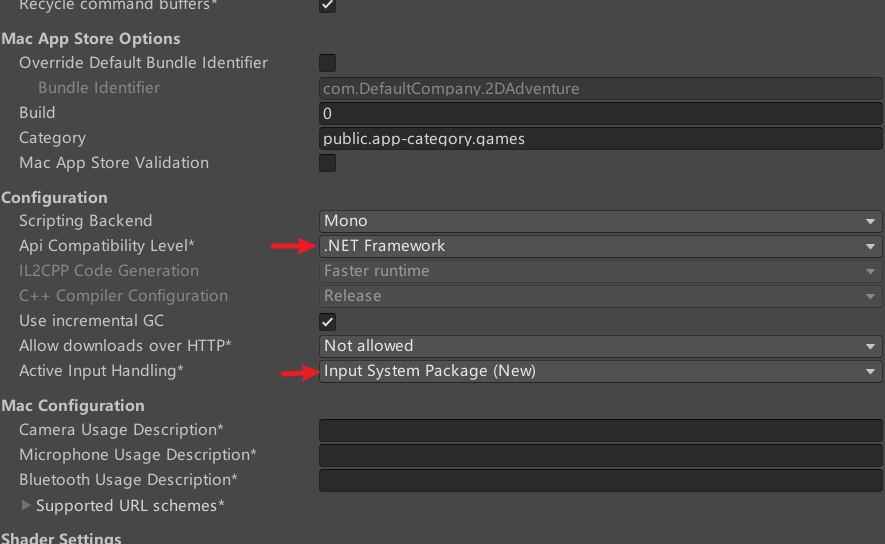 Recycle command buffers*
Mac App Store Options
Override Default Bundle Identifier
Bundle Identifier com.DefaultCompany.2DAdventure
Build 0
Category public.app-category.games
Mac App Store Validation
Configuration
Scripting Backend Mono
Api Compatibility Level* .NET Framework
IL2CPP Code Generation Faster runtime
C++ Compiler Configuration Release
Use incremental GC
Allow downloads over HTTP* Not allowed
Active Input Handling* Input System Package (New)
Mac Configuration
Camera Usage Description*
Microphone Usage Description*
Bluetooth Usage Description*
Supported URL schemes*
Shader Settings